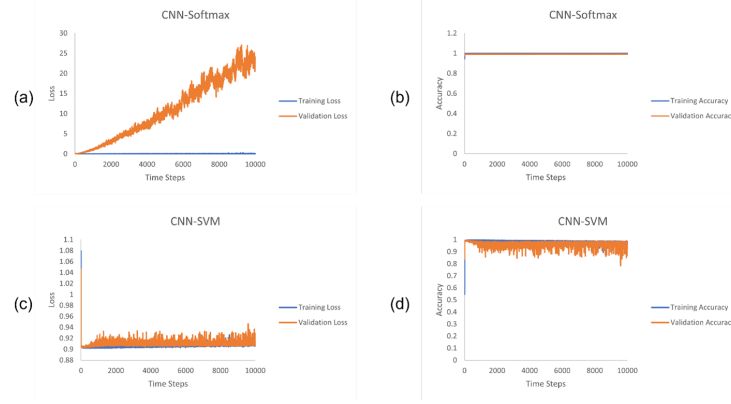 (a)
CNN-Softmax
30
25
20
15
10
5
0
Loss
0 2000 4000 6000 8000 10000
Time Steps
Training Loss
Validation Loss
(b)
CNN-Softmax
1.2
1
0.8
0.6
0.4
0.2
0
Accuracy
0 2000 4000 6000 8000 10000
Time Steps
Training Accuracy
Validation Accurac
(c)
CNN-SVM
1.1
1.08
1.06
1.04
1.02
1
0.98
0.96
0.94
0.92
0.9
0.88
Loss
0 2000 4000 6000 8000 10000
Time Steps
Training Loss
Validation Loss
(d)
CNN-SVM
1
0.9
0.8
0.7
0.6
0.5
0.4
0.3
0.2
0.1
0
Accuracy
0 2000 4000 6000 8000 10000
Time Steps
Training Accuracy
Validation Accurac